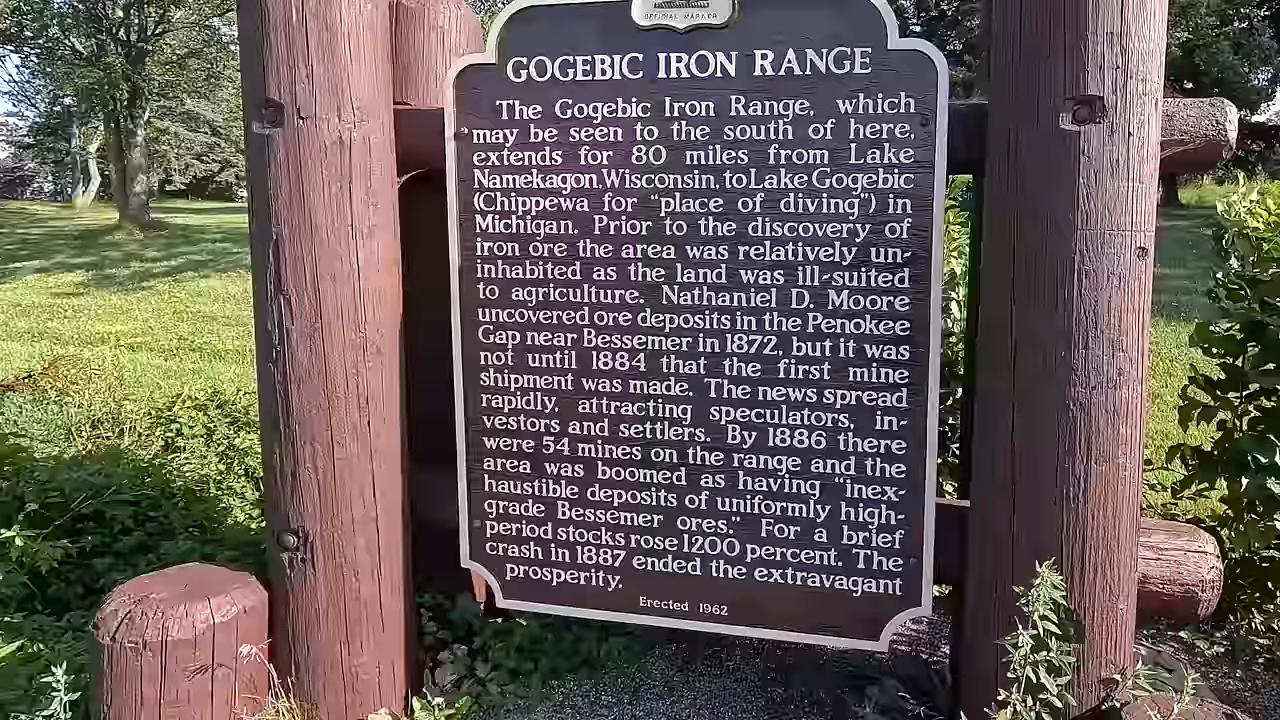 OFFICIAL MARKER
GOGEBIC IRON RANGE
The Gogebic Iron Range, which
may be seen to the south of here,
extends for 80 miles from Lake
Namekagon, Wisconsin, to Lake Gogebic
(Chippewa for "place of diving") in
Michigan. Prior to the discovery of
iron ore the area was relatively un-
inhabited as the land was ill-suited
to agriculture. Nathaniel D. Moore
uncovered ore deposits in the Penokee
Gap near Bessemer in 1872, but it was
not until 1884 that the first mine
shipment was made. The news spread
rapidly, attracting speculators, in-
vestors and settlers. By 1886 there
were 54 mines on the range and the
area was boomed as having "inex-
haustible deposits of uniformly high-
grade Bessemer ores." For a brief
period stocks rose 1200 percent. The
crash in 1887 ended the extravagant
prosperity.
Erected 1962